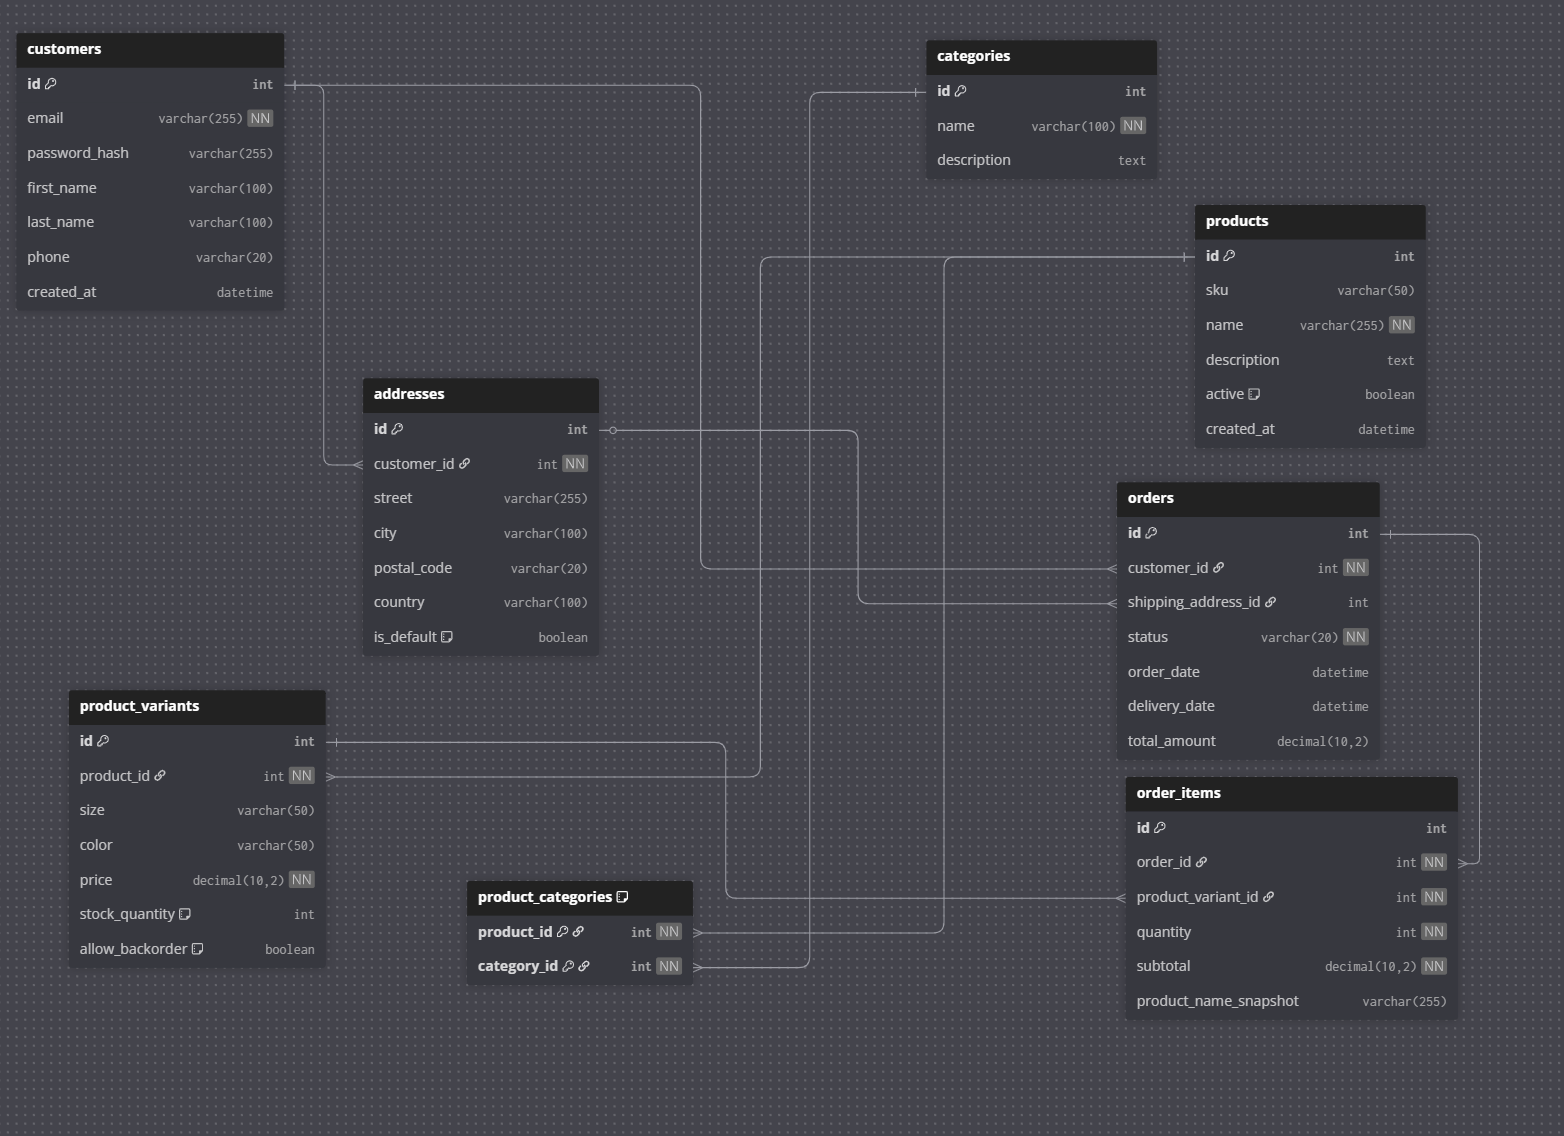 customers
id int
email varchar(255) NN
password_hash varchar(255)
first_name varchar(100)
last_name varchar(100)
phone varchar(20)
created_at datetime
categories
id int
name varchar(100) NN
description text
products
id int
sku varchar(50)
name varchar(255) NN
description text
active boolean
created_at datetime
addresses
id int
customer_id int NN
street varchar(255)
city varchar(100)
postal_code varchar(20)
country varchar(100)
is_default boolean
orders
id int
customer_id int NN
shipping_address_id int
status varchar(20) NN
order_date datetime
delivery_date datetime
total_amount decimal(10,2)
product_variants
id int
product_id int NN
size varchar(50)
color varchar(50)
price decimal(10,2) NN
stock_quantity int
allow_backorder boolean
product_categories
product_id int NN
category_id int NN
order_items
id int
order_id int NN
product_variant_id int NN
quantity int NN
subtotal decimal(10,2) NN
product_name_snapshot varchar(255)